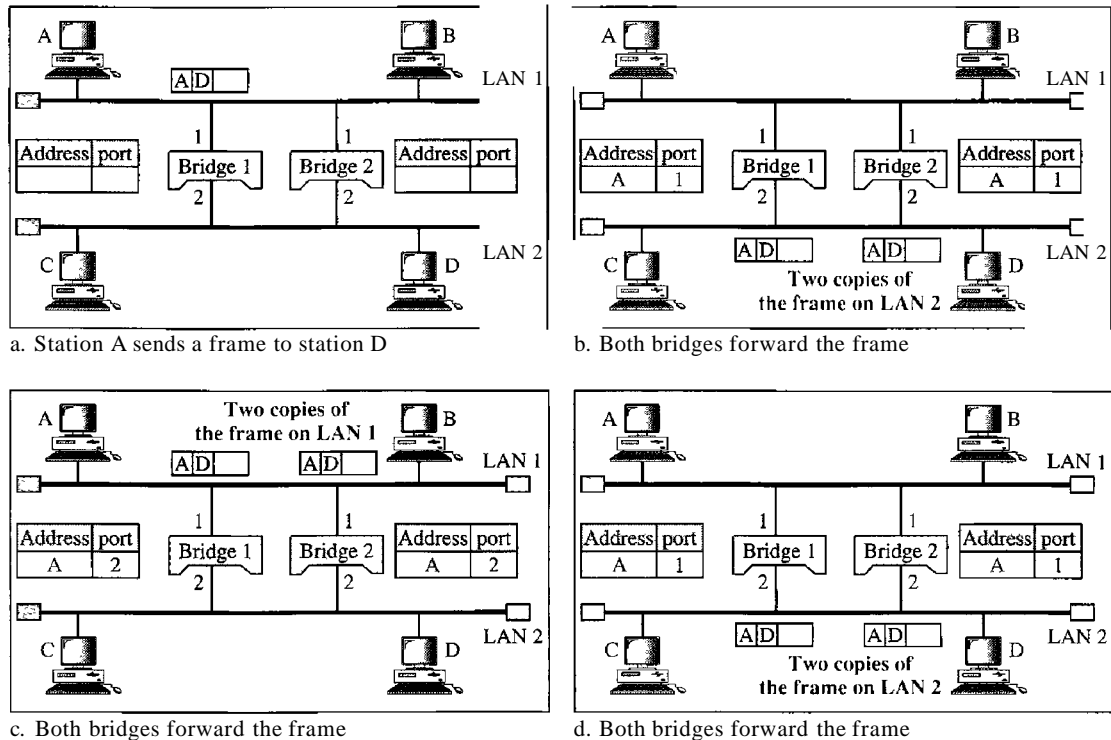 A
B
A D
LAN 1
1
1
Address port
Bridge 1
Bridge 2
Address port
2
2
LAN 2
C
D
a. Station A sends a frame to station D
A
B
LAN 1
1
1
Address port
Bridge 1
Bridge 2
Address port
A 1
A 1
2
2
LAN 2
A D
A D
C
D
Two copies of
the frame on LAN 2
b. Both bridges forward the frame
A
Two copies of
the frame on LAN 1
B
A D
A D
LAN 1
1
1
Address port
Bridge 1
Bridge 2
Address port
A 2
A 2
2
2
LAN 2
C
D
c. Both bridges forward the frame
A
B
LAN 1
1
1
Address port
Bridge 1
Bridge 2
Address port
A 1
A 1
2
2
LAN 2
A D
A D
C
D
Two copies of
the frame on LAN 2
d. Both bridges forward the frame